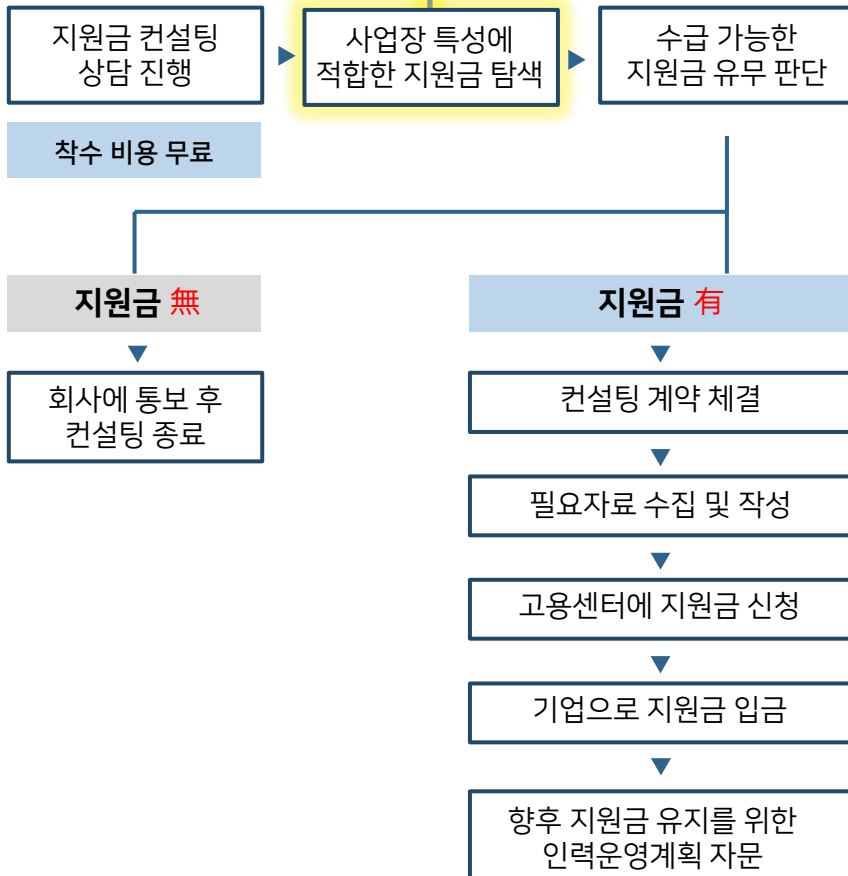 지원금 컨설팅
상담 진행
사업장 특성에
적합한 지원금 탐색
수급 가능한
지원금 유무 판단
착수 비용 무료
지원금 無
지원금 有
회사에 통보 후
컨설팅 종료
컨설팅 계약 체결
필요자료 수집 및 작성
고용센터에 지원금 신청
기업으로 지원금 입금
향후 지원금 유지를 위한
인력운영계획 자문